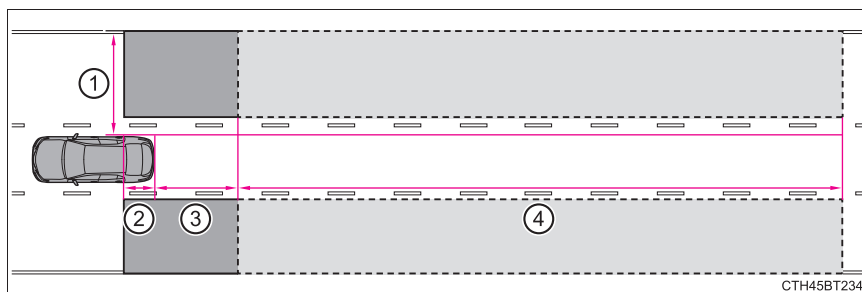 ①
② ③ ④
CTH45BT234